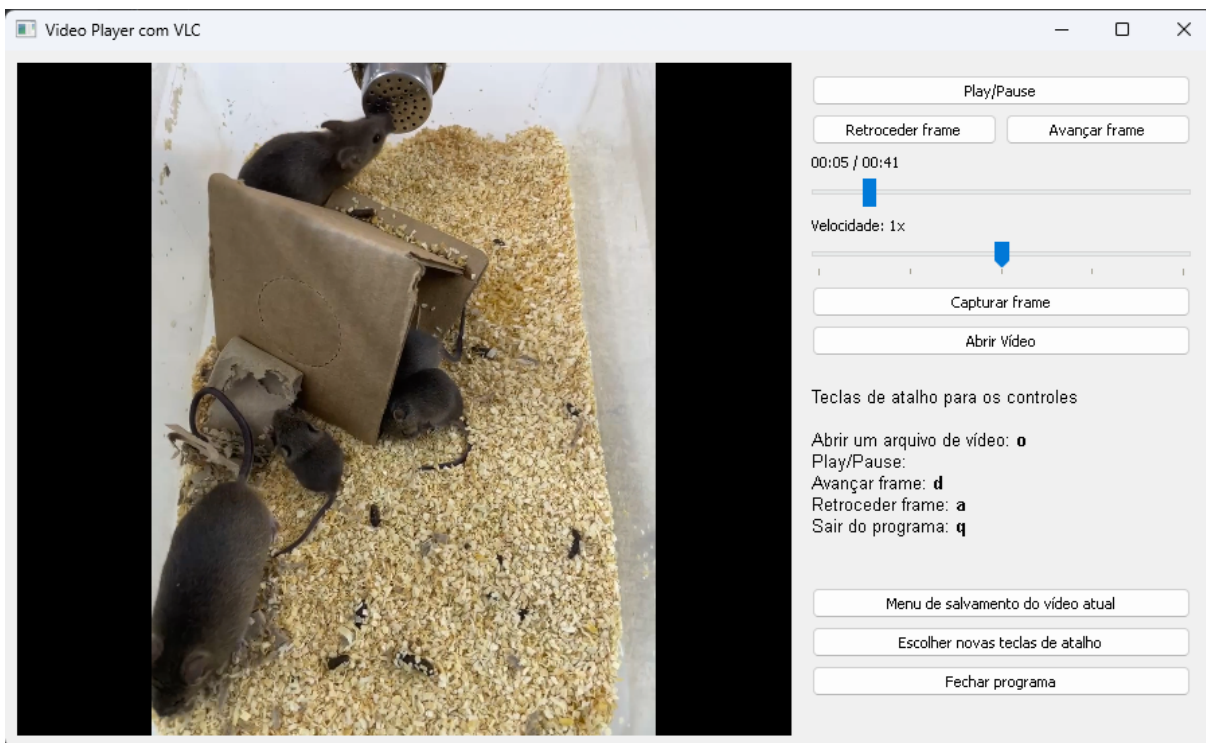 Video Player com VLC
Play/Pause
Retroceder frame
Avançar frame
00:05 / 00:41
Velocidade: 1x
Capturar frame
Abrir Vídeo
Teclas de atalho para os controles
Abrir um arquivo de vídeo: o
Play/Pause:
Avançar frame: d
Retroceder frame: a
Sair do programa: q
Menu de salvamento do vídeo atual
Escolher novas teclas de atalho
Fechar programa